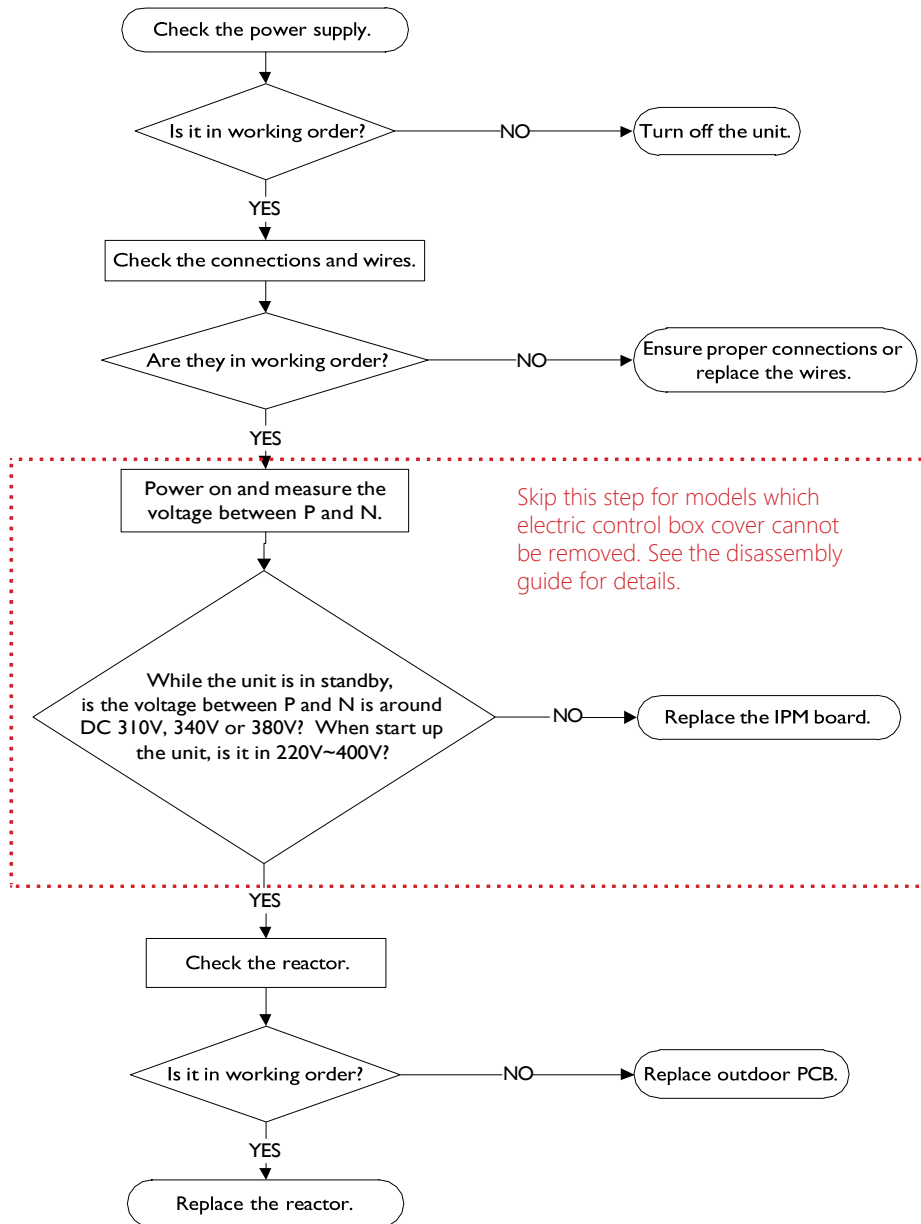 Check the power supply.
Is it in working order?
NO
Turn off the unit.
YES
Check the connections and wires.
Are they in working order?
NO
Ensure proper connections or
replace the wires.
YES
Power on and measure the
voltage between P and N.
Skip this step for models which
electric control box cover cannot
be removed. See the disassembly
guide for details.
While the unit is in standby,
is the voltage between P and N is around
DC 310V, 340V or 380V? When start up
the unit, is it in 220V~400V?
NO
Replace the IPM board.
YES
Check the reactor.
Is it in working order?
NO
Replace outdoor PCB.
YES
Replace the reactor.